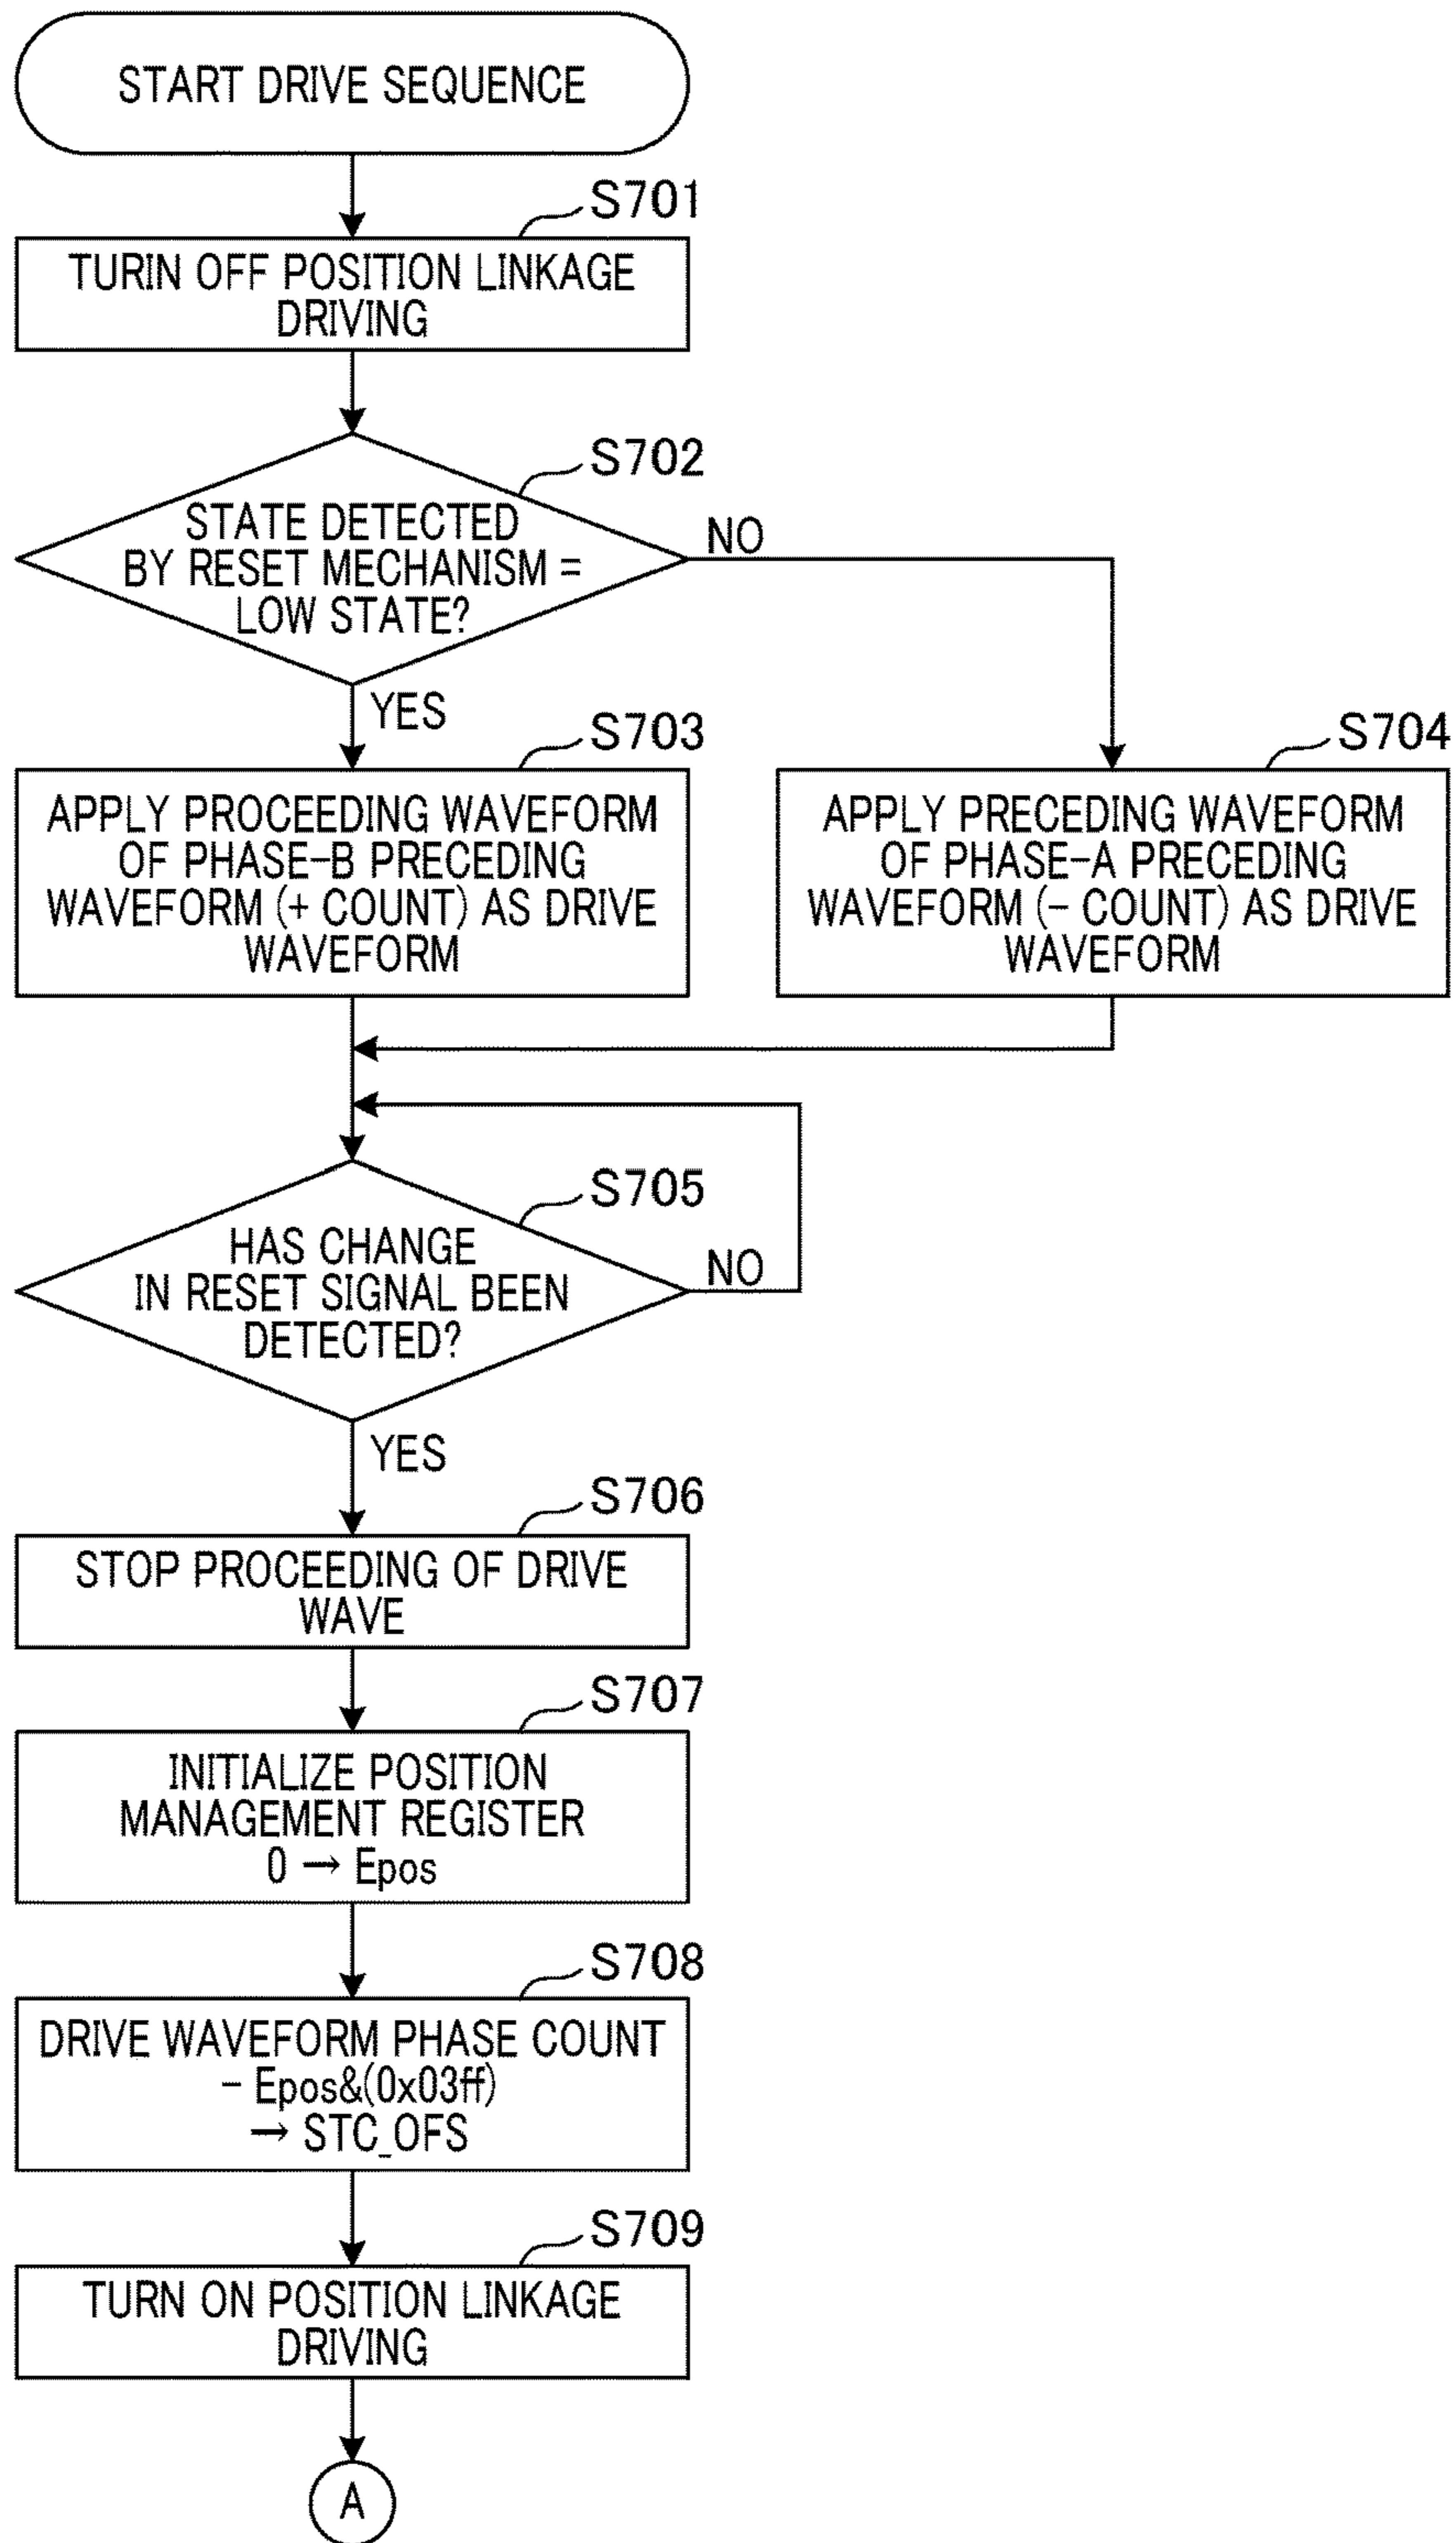 START DRIVE SEQUENCE
S701
TURIN OFF POSITION LINKAGE
DRIVING
S702
STATE DETECTED
BY RESET MECHANISM =
LOW STATE?
NO
YES
S703
APPLY PROCEEDING WAVEFORM
OF PHASE-B PRECEDING
WAVEFORM (+ COUNT) AS DRIVE
WAVEFORM
S704
APPLY PRECEDING WAVEFORM
OF PHASE-A PRECEDING
WAVEFORM (- COUNT) AS DRIVE
WAVEFORM
S705
HAS CHANGE
IN RESET SIGNAL BEEN
DETECTED?
NO
YES
S706
STOP PROCEEDING OF DRIVE
WAVE
S707
INITIALIZE POSITION
MANAGEMENT REGISTER
0 → Epos
S708
DRIVE WAVEFORM PHASE COUNT
- Epos&(0x03ff)
→ STC_OFS
S709
TURN ON POSITION LINKAGE
DRIVING
A